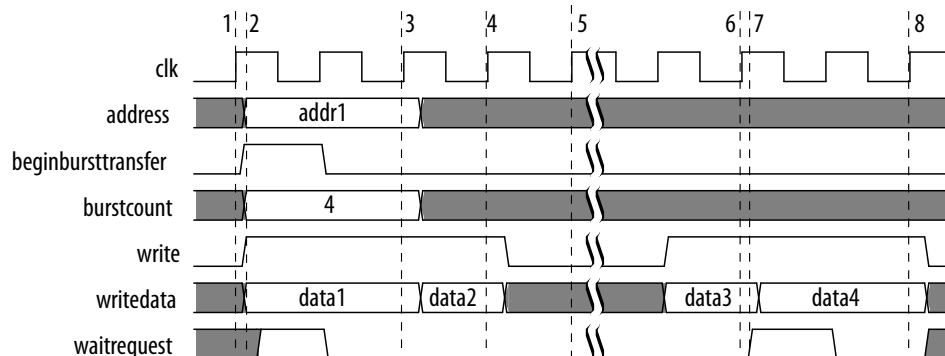 1 2 3 4 5 6 7 8
clk
address addr1
beginbursttransfer
burstcount 4
write
writedata data1 data2 data3 data4
waitrequest